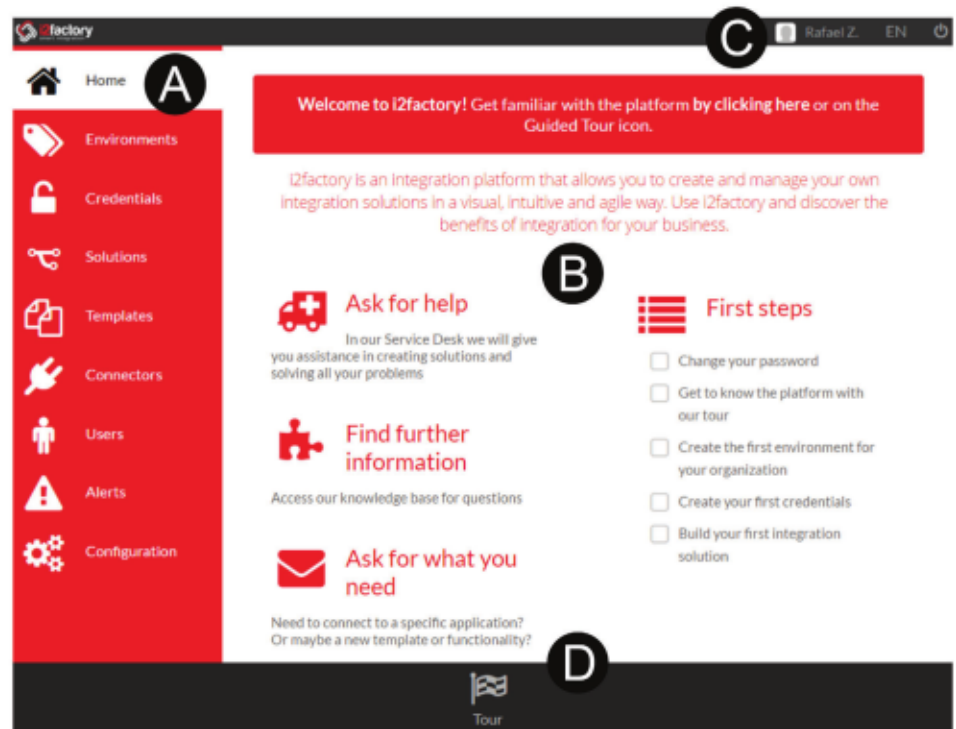 i2factory
C
Rafael Z.
EN
Home
A
Environments
Credentials
Solutions
Templates
Connectors
Users
Alerts
Configuration
Welcome to i2factory! Get familiar with the platform by clicking here or on the
Guided Tour icon.
i2factory is an integration platform that allows you to create and manage your own
integration solutions in a visual, intuitive and agile way. Use i2factory and discover the
benefits of integration for your business.
B
Ask for help
In our Service Desk we will give
you assistance in creating solutions and
solving all your problems
Find further
information
Access our knowledge base for questions
Ask for what you
need
Need to connect to a specific application?
Or maybe a new template or functionality?
First steps
Change your password
Get to know the platform with
our tour
Create the first environment for
your organization
Create your first credentials
Build your first integration
solution
D
Tour